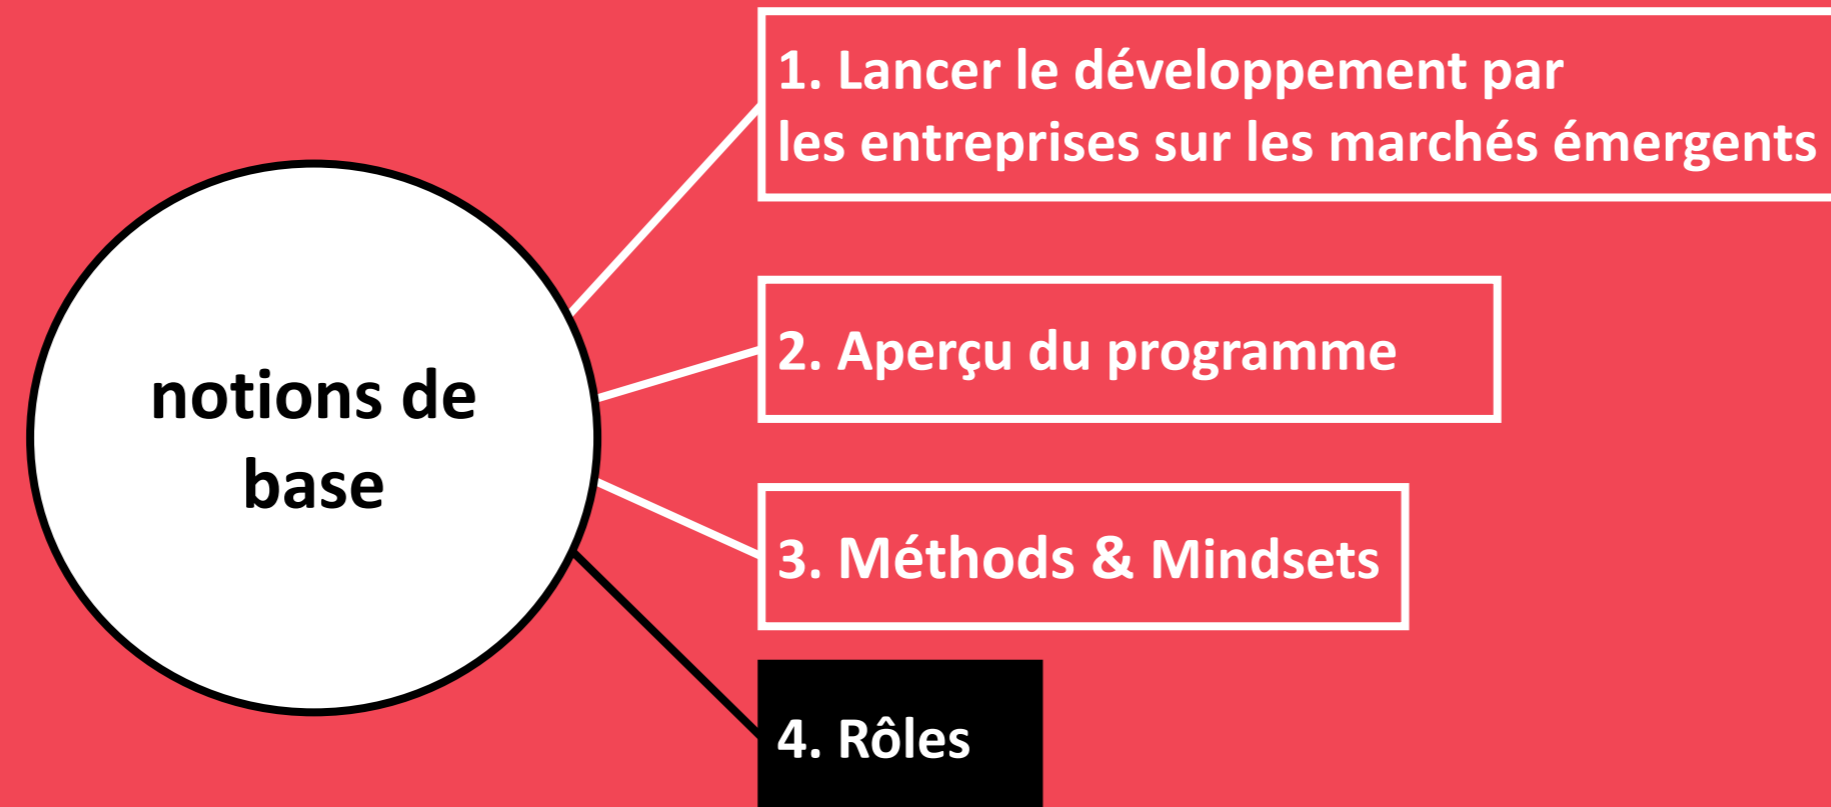 notions de
base
1. Lancer le développement par
les entreprises sur les marchés émergents
2. Aperçu du programme
3. Méthods & Mindsets
4. Rôles